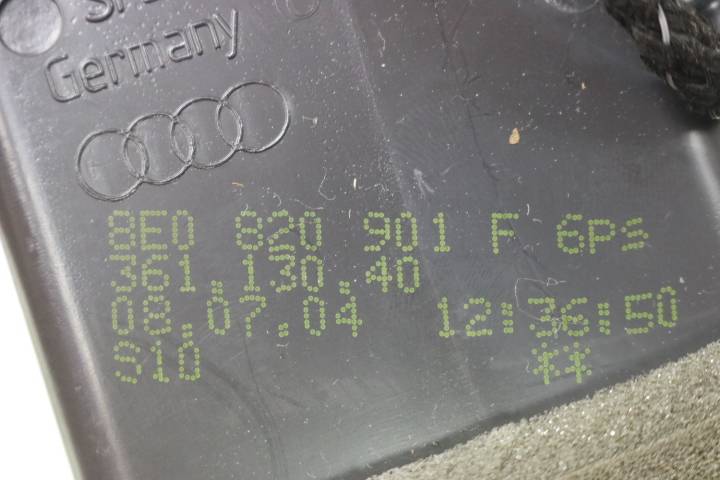 Germany
8E0 820 901 F 6PS
361.130.40
08.07.04 12:36:50
S10 **